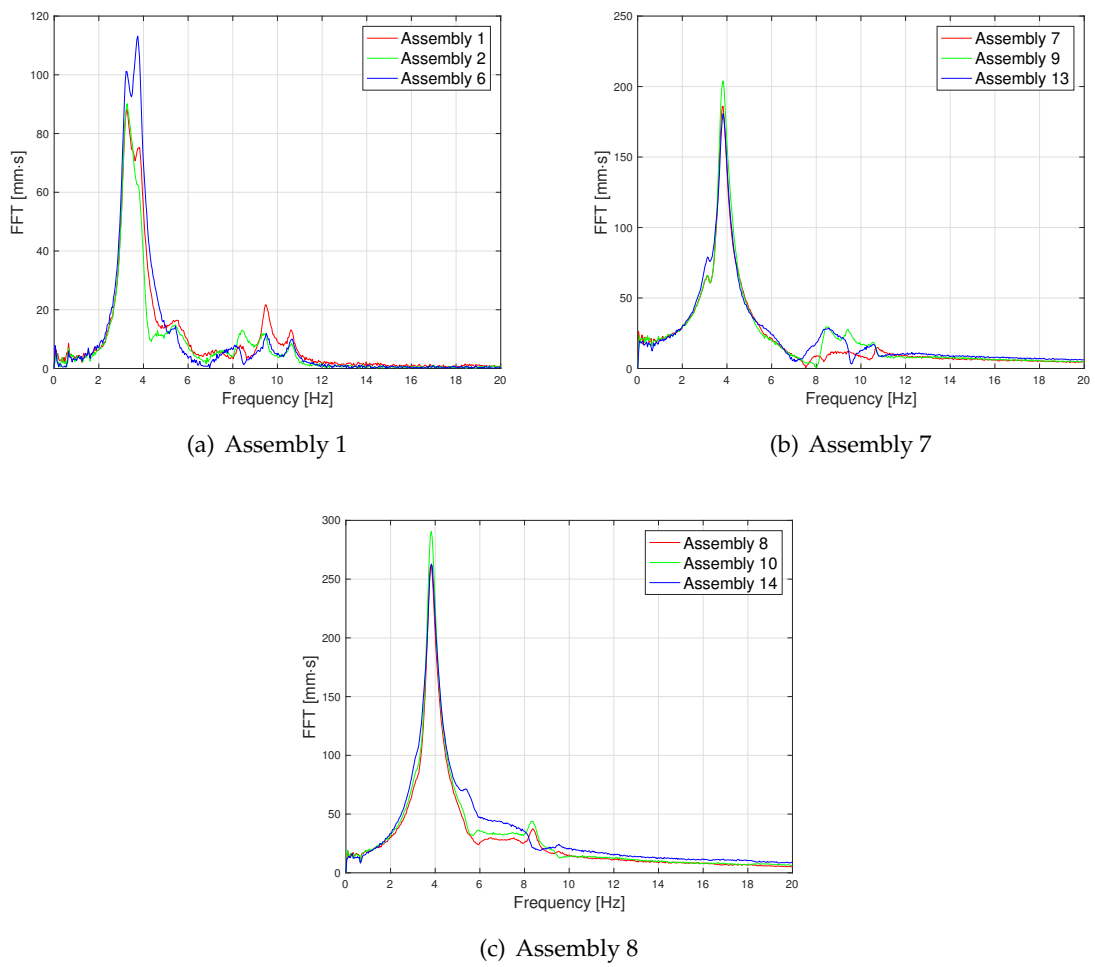 120
100
80
60
40
20
0
FFT [mm·s]
0 2 4 6 8 10 12 14 16 18 20
Frequency [Hz]
Assembly 1
Assembly 2
Assembly 6
(a) Assembly 1
250
200
150
100
50
0
FFT [mm·s]
0 2 4 6 8 10 12 14 16 18 20
Frequency [Hz]
Assembly 7
Assembly 9
Assembly 13
(b) Assembly 7
300
250
200
150
100
50
0
FFT [mm·s]
0 2 4 6 8 10 12 14 16 18 20
Frequency [Hz]
Assembly 8
Assembly 10
Assembly 14
(c) Assembly 8